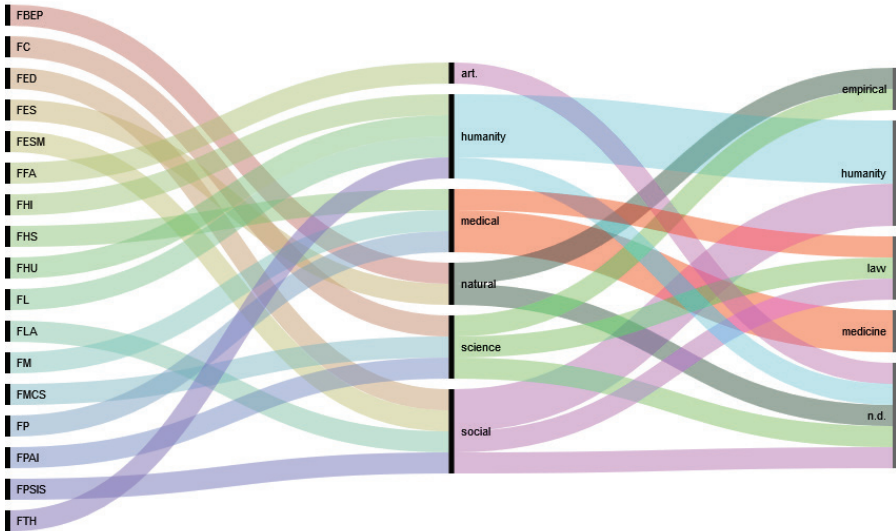 FBEP
FC
FED
FES
FESM
FFA
FHI
FHS
FHU
FL
FLA
FM
FMCS
FP
FPAI
FPSIS
FTH
art.
humanity
medical
natural
science
social
empirical
humanity
law
medicine
n.d.